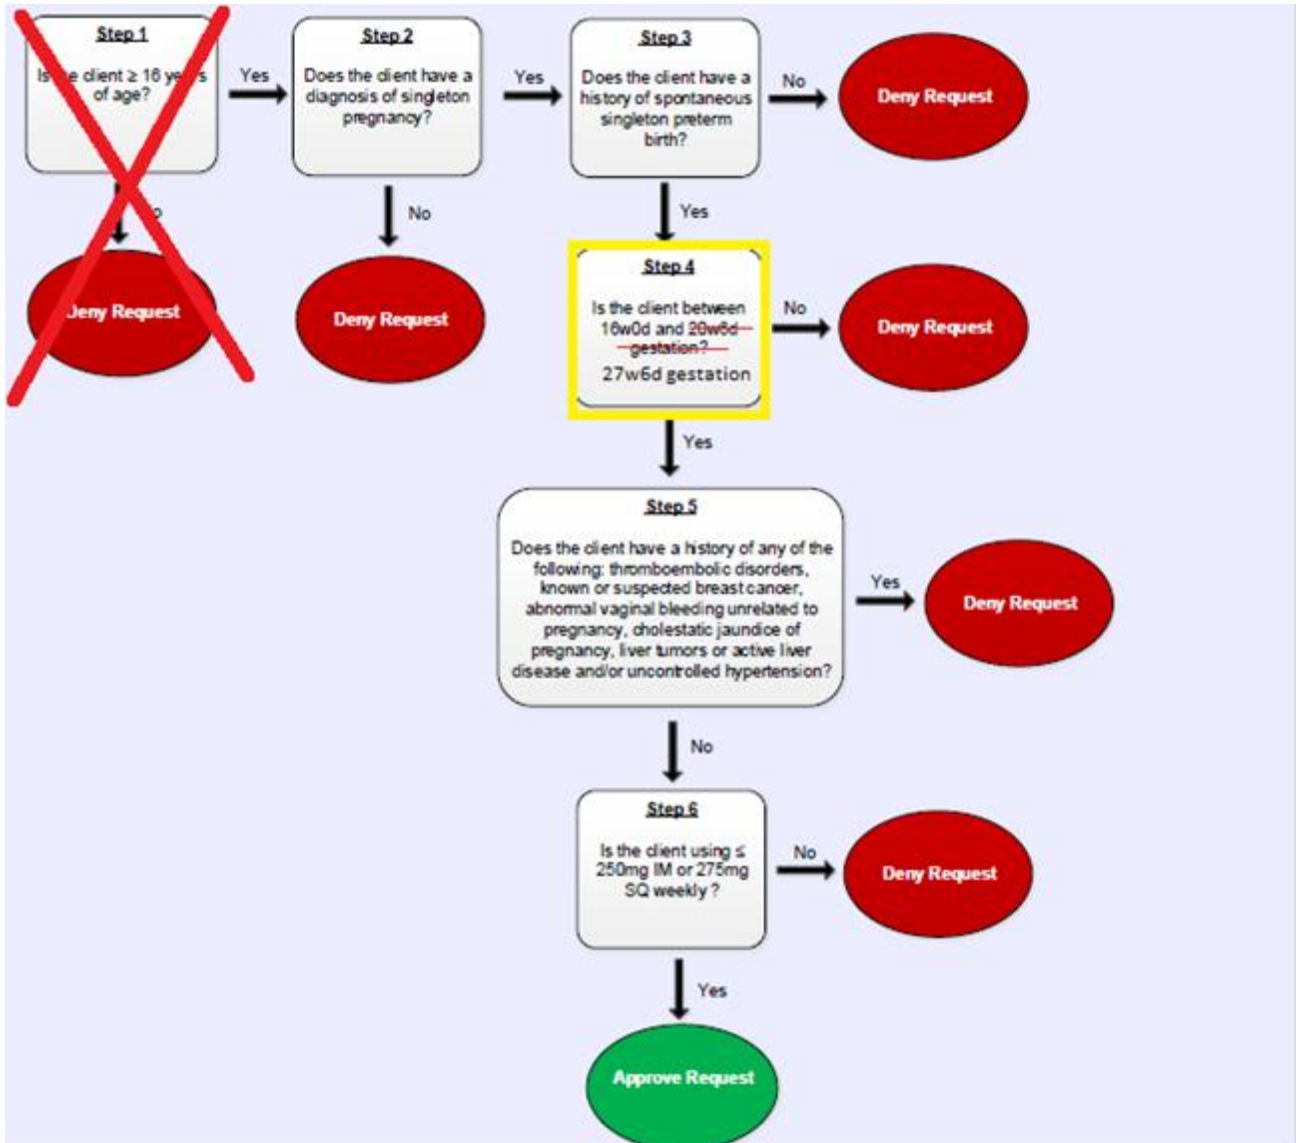 Step 1
Is the client ≥ 16 years
of age?
Yes
No
Deny Request
Step 2
Does the client have a
diagnosis of singleton
pregnancy?
Yes
No
Deny Request
Step 3
Does the client have a
history of spontaneous
singleton preterm
birth?
No
Deny Request
Yes
Step 4
Is the client between
16w0d and 20w6d
gestation?
27w6d gestation
No
Deny Request
Yes
Step 5
Does the client have a history of any of the
following: thromboembolic disorders,
known or suspected breast cancer,
abnormal vaginal bleeding unrelated to
pregnancy, cholestatic jaundice of
pregnancy, liver tumors or active liver
disease and/or uncontrolled hypertension?
Yes
Deny Request
No
Step 6
Is the client using ≤
250mg IM or 275mg
SQ weekly ?
No
Deny Request
Yes
Approve Request